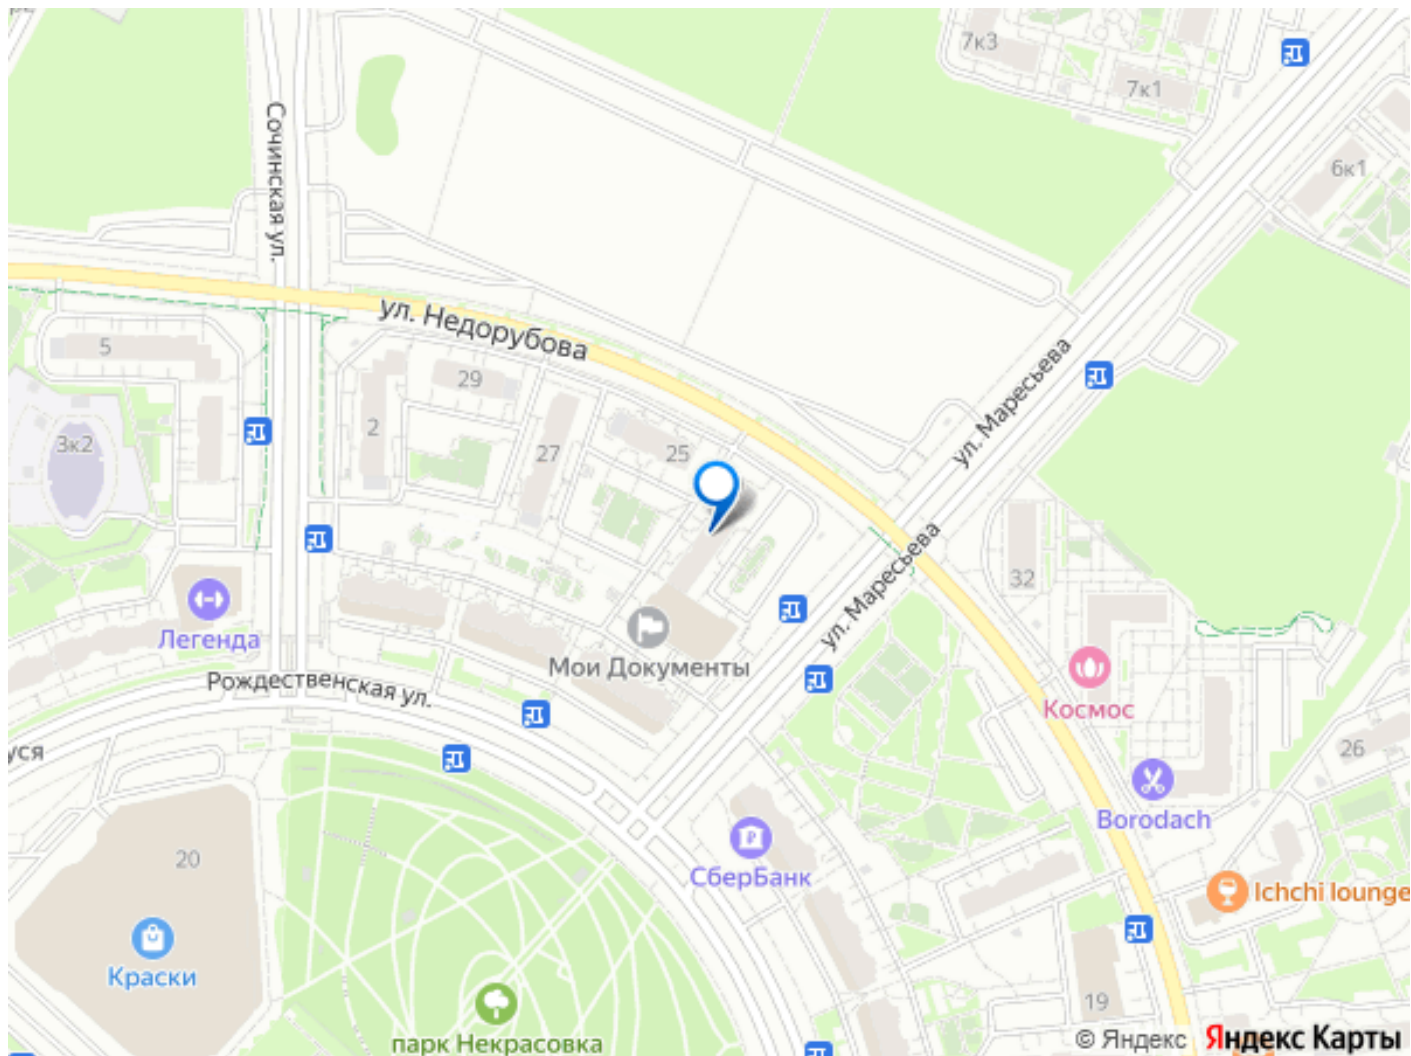 7к3
7к1
6к1
Сочинская ул.
ул. Недорубова
5
29
2
3к2
27
25
ул. Маресьева
ул. Маресьева
32
Легенда
Мои Документы
Рождественская ул.
Космос
уся
26
Borodach
20
СберБанк
Ichchi lounge
Краски
19
парк Некрасовка
© Яндекс Яндекс Карты